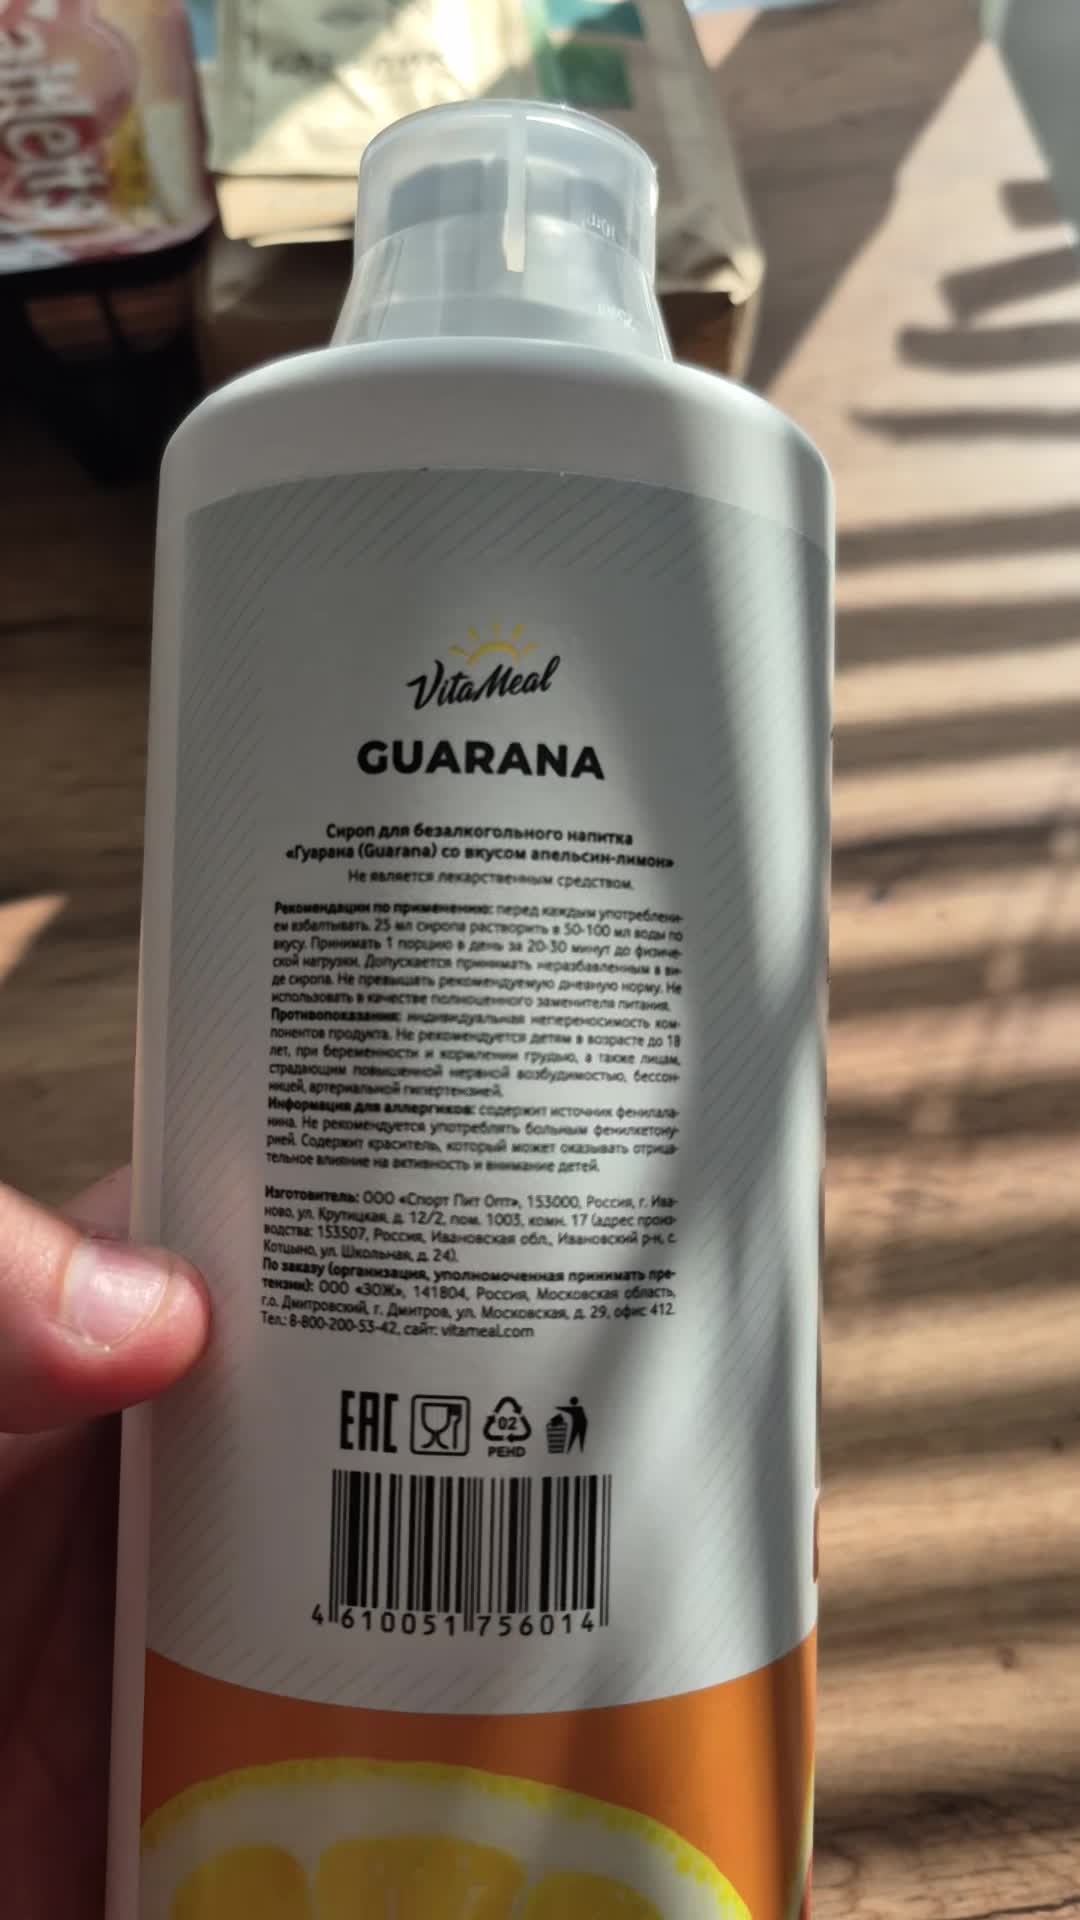 VitaMeal
GUARANA
Сироп для безалкогольного напитка
«Гуарана (Guarana) со вкусом апельсин-лимон»
Не является лекарственным средством.
Рекомендации по применению: перед каждым употреблени-
ем взбалтывать. 25 мл сиропа растворить в 50-100 мл воды по
вкусу. Принимать 1 порцию в день за 20-30 минут до физиче-
ской нагрузки. Допускается принимать неразбавленным в ви-
де сиропа. Не превышать рекомендуемую дневную норму. Не
использовать в качестве полноценного заменителя питания.
Противопоказания: индивидуальная непереносимость ком-
понентов продукта. Не рекомендуется детям в возрасте до 18
лет, при беременности и кормлении грудью, а также лицам,
страдающим повышенной нервной возбудимостью, бессон-
ницей, артериальной гипертензией.
Информация для аллергиков: содержит источник фенилала-
нина. Не рекомендуется употреблять больным фенилкетону-
рией. Содержит краситель, который может оказывать отрица-
тельное влияние на активность и внимание детей.
Изготовитель: ООО «Спорт Пит Опт», 153000, Россия, г. Ива-
ново, ул. Крутицкая, д. 12/2, пом. 1003, комн. 17 (адрес произ-
водства: 153507, Россия, Ивановская обл., Ивановский р-н, с.
Котцыно, ул. Школьная, д. 24).
По заказу (организация, уполномоченная принимать пре-
тензии): ООО «ЗОЖ», 141804, Россия, Московская область,
г.о. Дмитровский, г. Дмитров, ул. Московская, д. 29, офис 412.
Тел.: 8-800-200-53-42, сайт: vitameal.com
EAC
02
PEHD
4 610051 756014